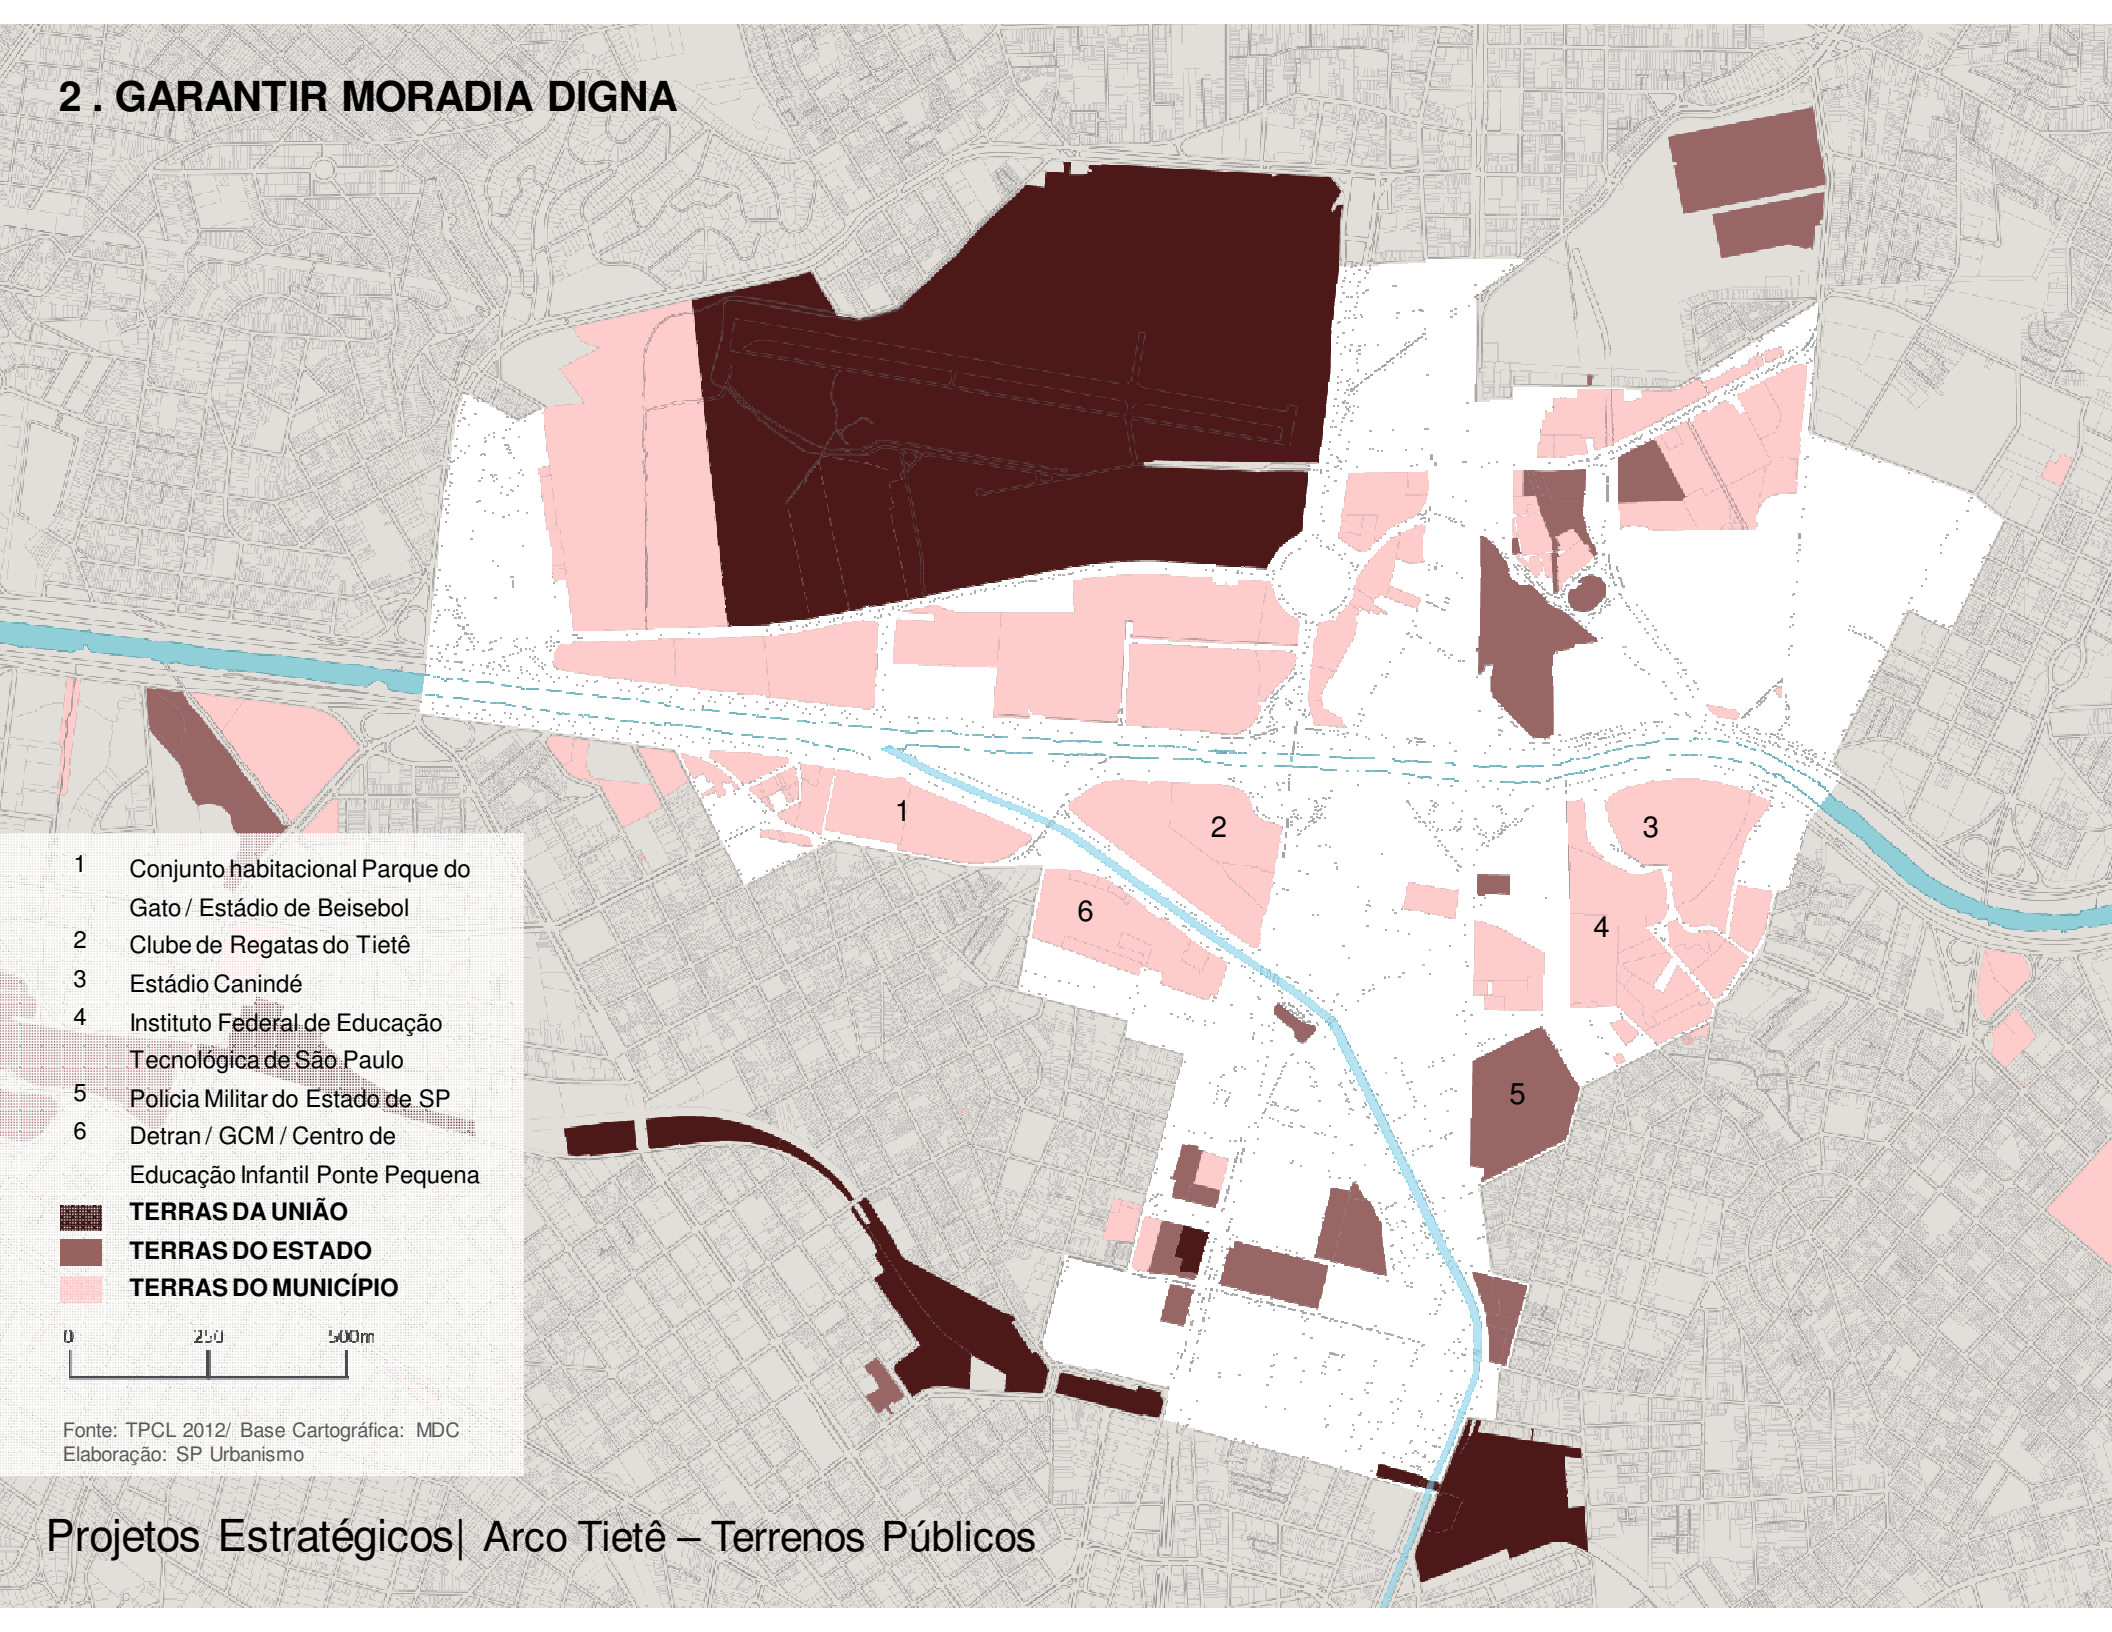 2 . GARANTIR MORADIA DIGNA
1
2
3
4
5
6
1 Conjunto habitacional Parque do
Gato / Estádio de Beisebol
2 Clube de Regatas do Tietê
3 Estádio Canindé
4 Instituto Federal de Educação
Tecnológica de São Paulo
5 Policia Militar do Estado de SP
6 Detran / GCM / Centro de
Educação Infantil Ponte Pequena
TERRAS DA UNIÃO
TERRAS DO ESTADO
TERRAS DO MUNICÍPIO
0 250 500m
Fonte: TPCL 2012/ Base Cartográfica: MDC
Elaboração: SP Urbanismo
Projetos Estratégicos| Arco Tietê – Terrenos Públicos